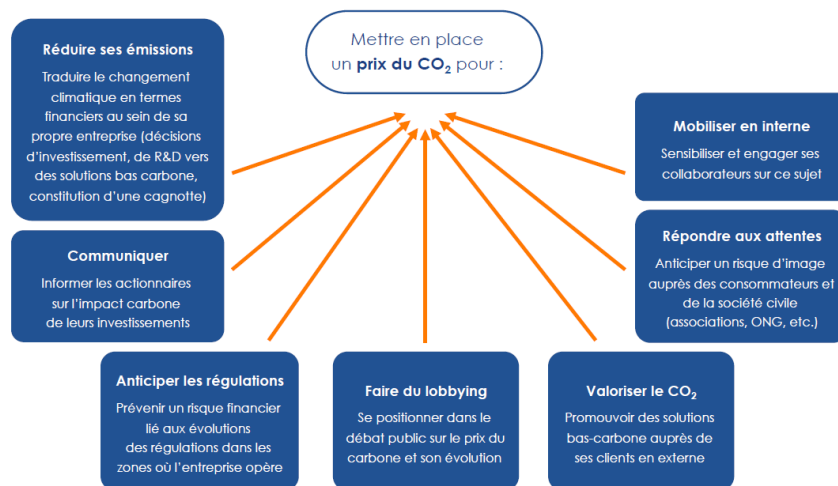 Mettre en place
un prix du CO₂ pour :
Réduire ses émissions
Traduire le changement
climatique en termes
financiers au sein de sa
propre entreprise (décisions
d'investissement, de R&D vers
des solutions bas carbone,
constitution d'une cagnotte)
Communiquer
Informer les actionnaires
sur l'impact carbone
de leurs investissements
Anticiper les régulations
Prévenir un risque financier
lié aux évolutions
des régulations dans les
zones où l'entreprise opère
Faire du lobbying
Se positionner dans le
débat public sur le prix du
carbone et son évolution
Valoriser le CO₂
Promouvoir des solutions
bas-carbone auprès de
ses clients en externe
Répondre aux attentes
Anticiper un risque d'image
auprès des consommateurs et
de la société civile
(associations, ONG, etc.)
Mobiliser en interne
Sensibiliser et engager ses
collaborateurs sur ce sujet